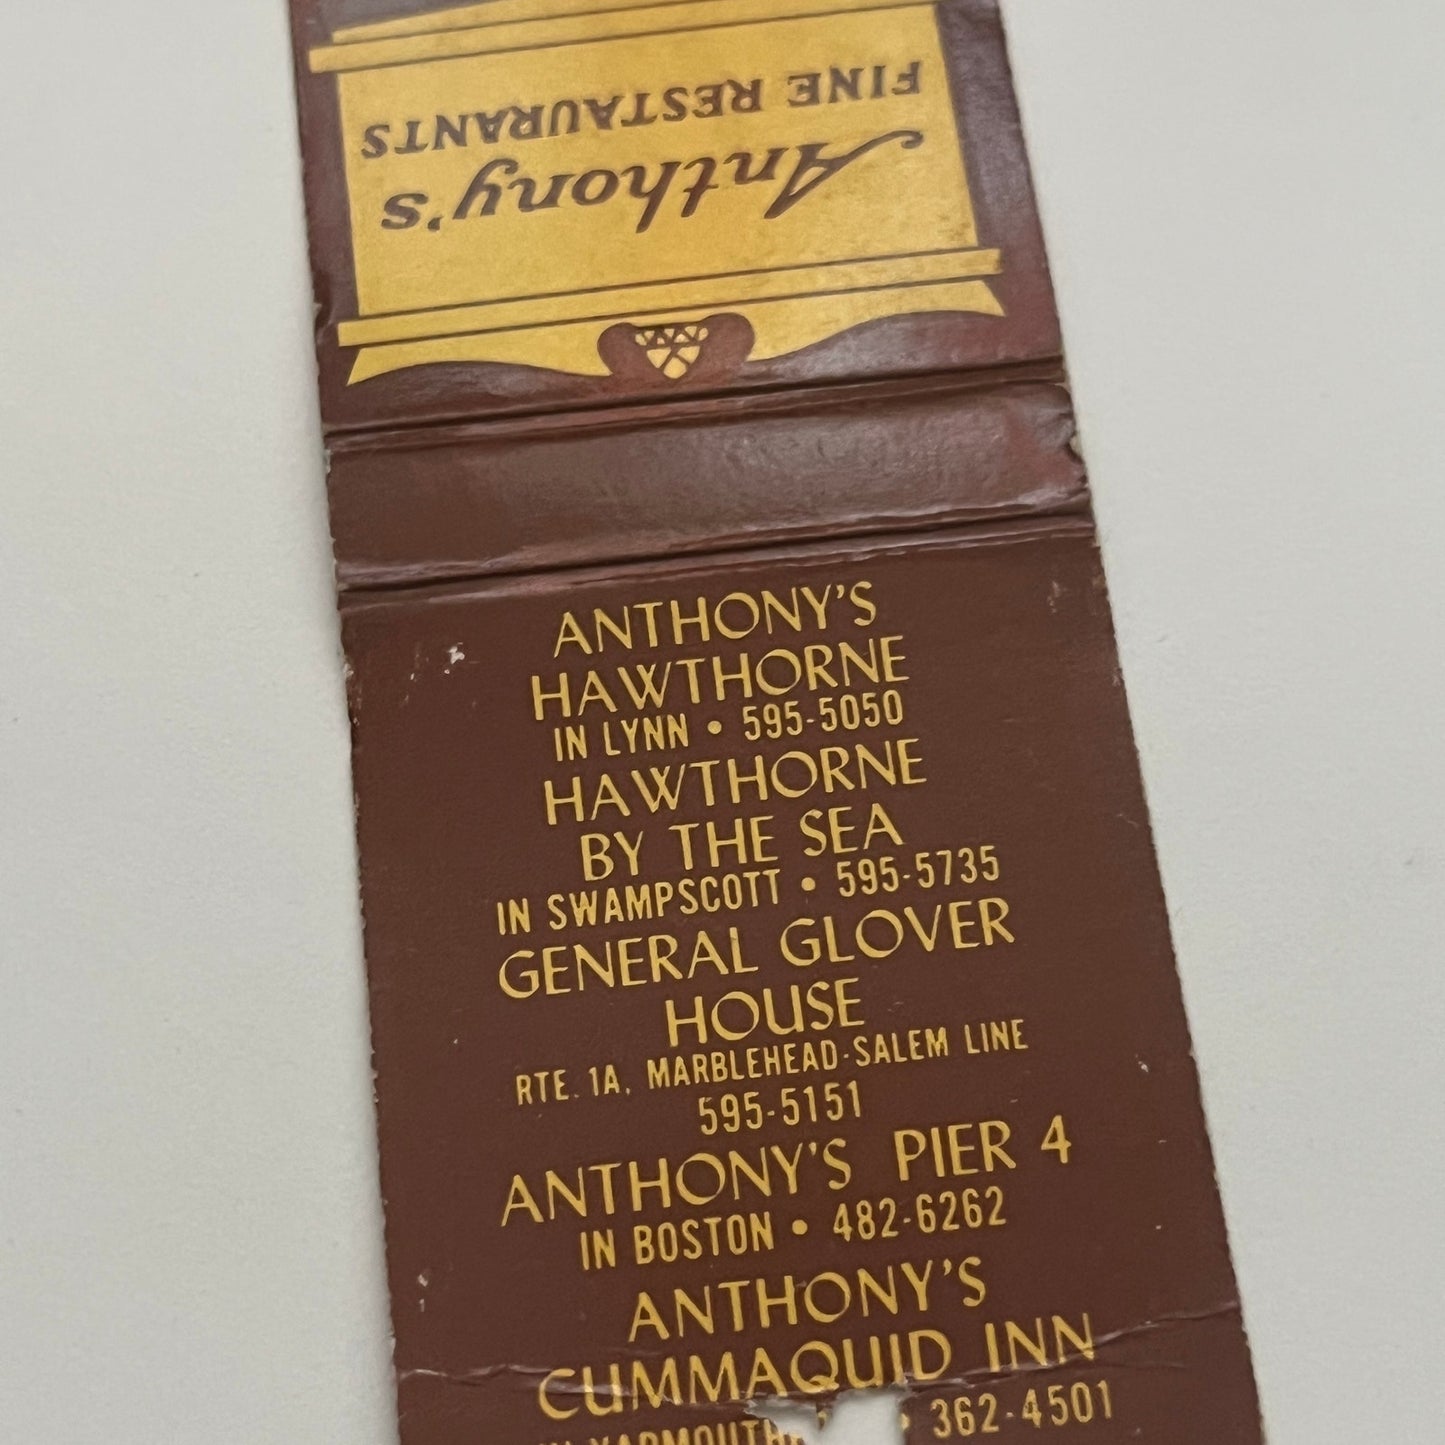 Anthony's
FINE RESTAURANTS
ANTHONY'S
HAWTHORNE
IN LYNN • 595-5050
HAWTHORNE
BY THE SEA
IN SWAMPSCOTT • 595-5735
GENERAL GLOVER
HOUSE
RTE. 1A, MARBLEHEAD-SALEM LINE
595-5151
ANTHONY'S PIER 4
IN BOSTON • 482-6262
ANTHONY'S
CUMMAQUID INN
IN • 362-4501